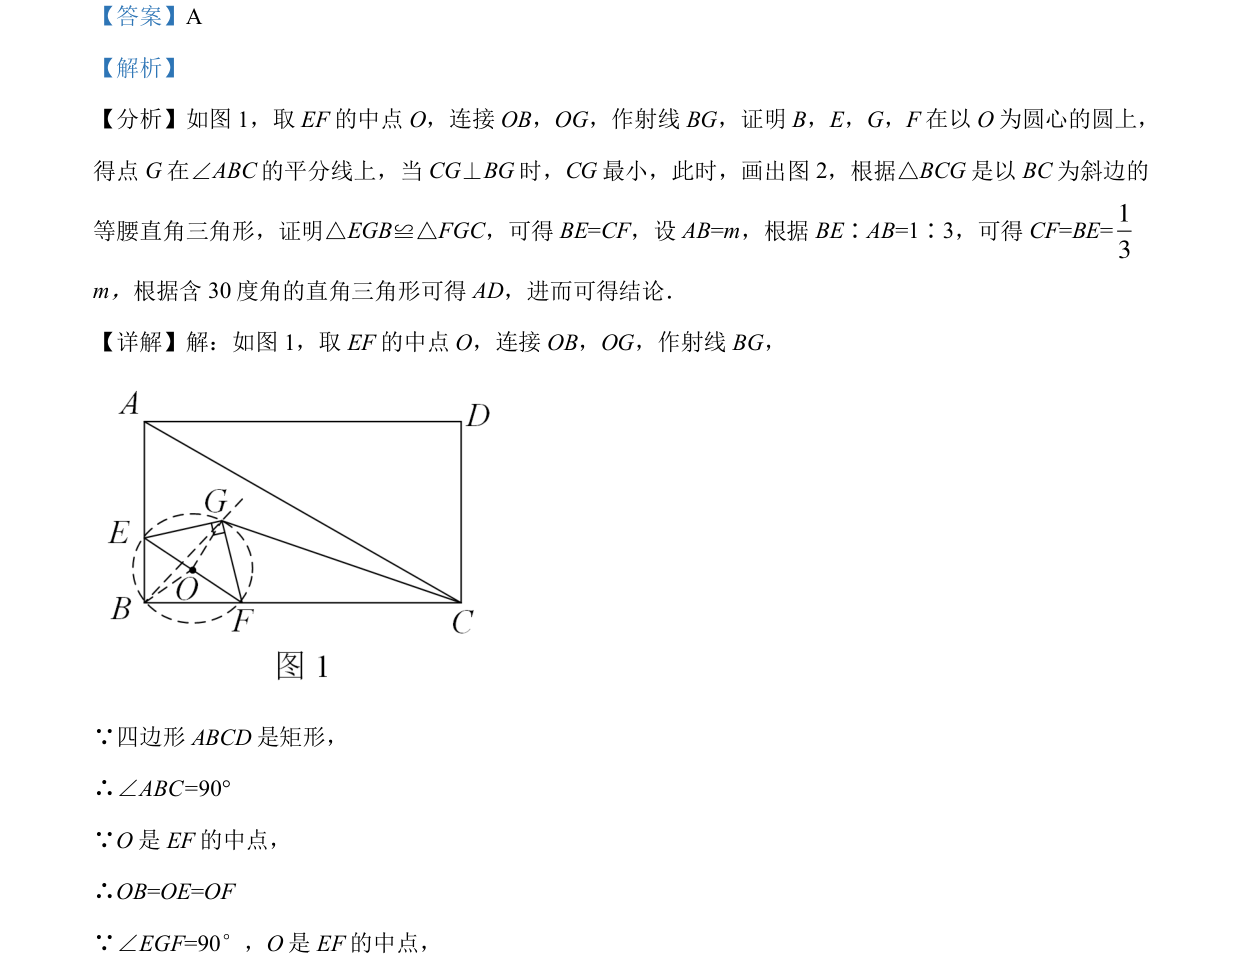 【答案】A
【解析】
【分析】如图 1，取 EF 的中点 O，连接 OB，OG，作射线 BG，证明 B，E，G，F 在以 O 为圆心的圆上，
得点 G 在∠ABC 的平分线上，当 CG⊥BG 时，CG 最小，此时，画出图 2，根据△BCG 是以 BC 为斜边的
等腰直角三角形，证明△EGB≌△FGC，可得 BE=CF，设 AB=m，根据 BE∶AB=1∶3，可得 CF=BE=1/3
m，根据含 30 度角的直角三角形可得 AD，进而可得结论．
【详解】解：如图 1，取 EF 的中点 O，连接 OB，OG，作射线 BG，
A
D
G
E
O
B
F
C
图 1
∵四边形 ABCD 是矩形，
∴∠ABC=90°
∵O 是 EF 的中点，
∴OB=OE=OF
∵∠EGF=90°，O 是 EF 的中点，